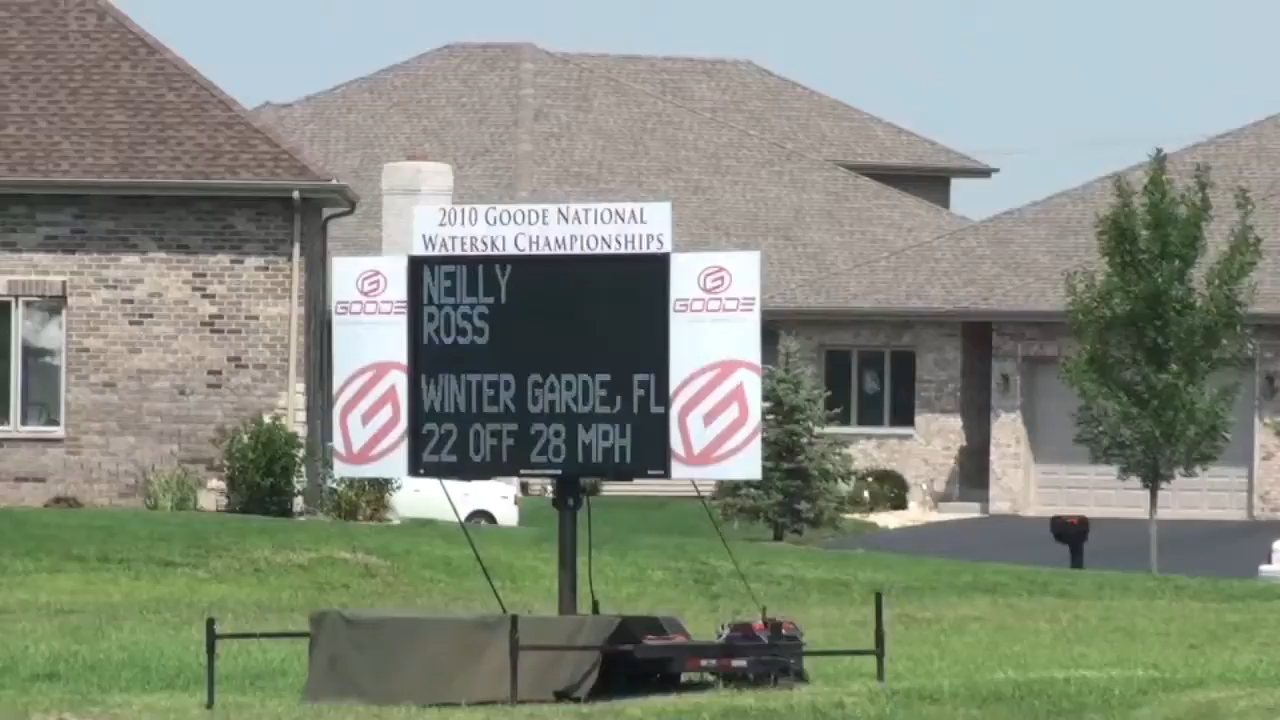 2010 GOODE NATIONAL
WATERSKI CHAMPIONSHIPS
GOODE
GOODE
NEILLY
ROSS
WINTER GARDE, FL
22 OFF 28 MPH